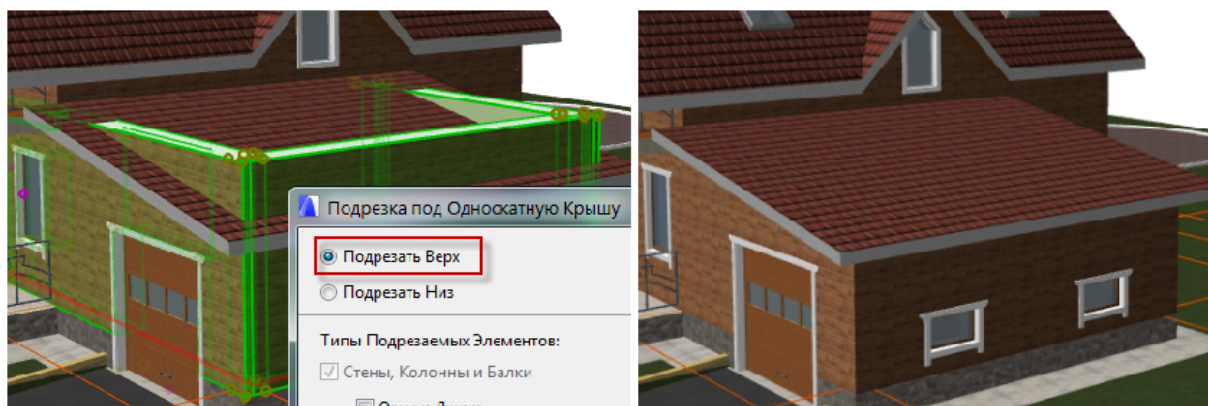 Подрезка под Односкатную Крышу
Подрезать Верх
Подрезать Низ
Типы Подрезаемых Элементов:
Стены, Колонны и Балки